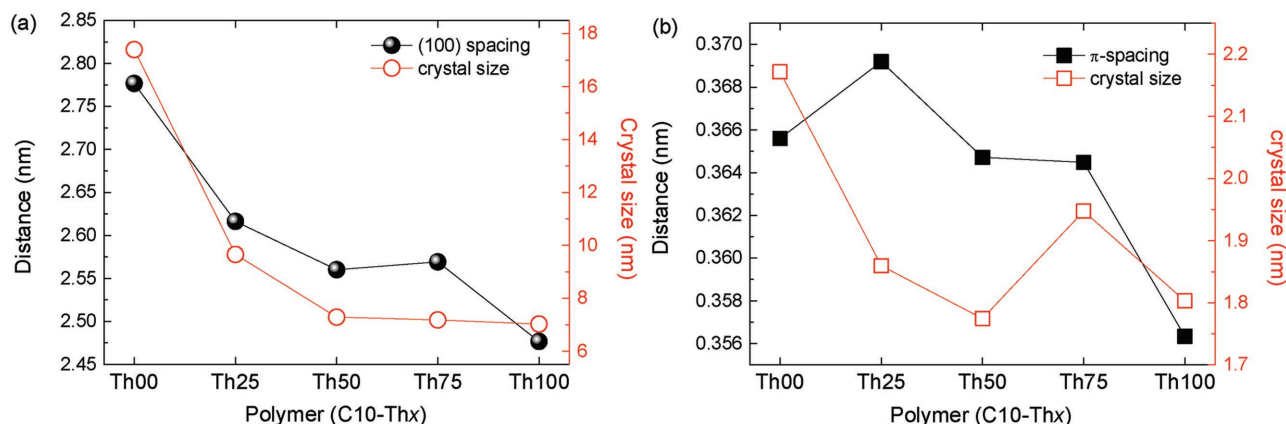 (a)
(100) spacing
crystal size
Distance (nm)
2.85
2.80
2.75
2.70
2.65
2.60
2.55
2.50
2.45
18
16
14
12
10
8
6
Crystal size (nm)
Th00 Th25 Th50 Th75 Th100
Polymer (C10-Thx)
(b)
π-spacing
crystal size
Distance (nm)
0.370
0.368
0.366
0.364
0.362
0.360
0.358
0.356
2.2
2.1
2.0
1.9
1.8
1.7
crystal size (nm)
Th00 Th25 Th50 Th75 Th100
Polymer (C10-Thx)